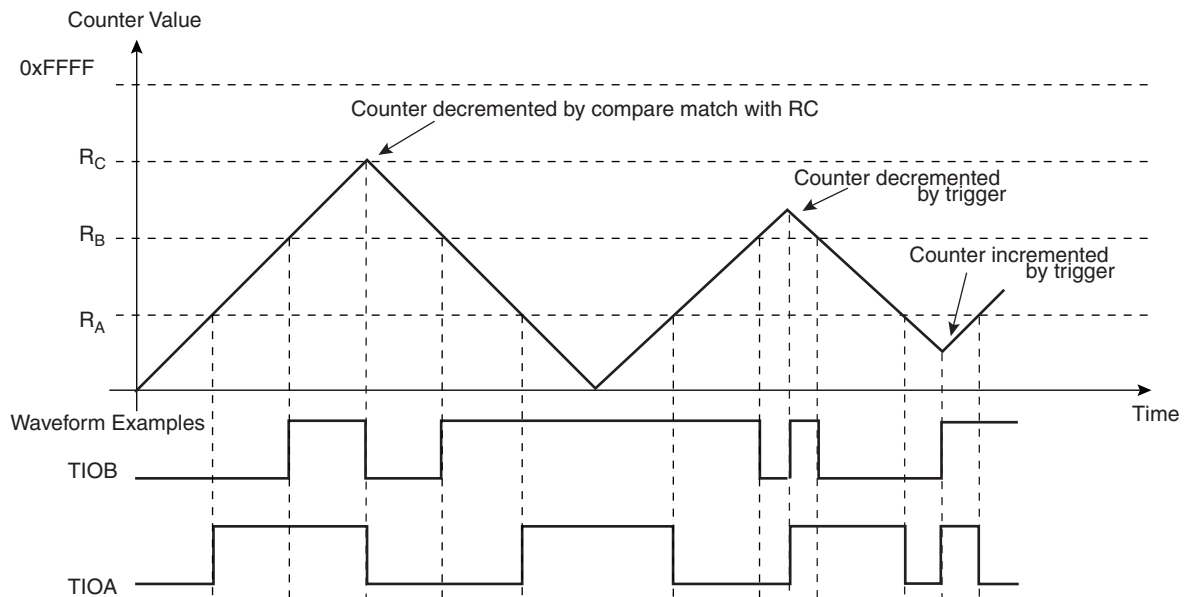 Counter Value
0xFFFF
Counter decremented by compare match with RC
RC
Counter decremented
by trigger
RB
Counter incremented
by trigger
RA
Time
Waveform Examples
TIOB
TIOA